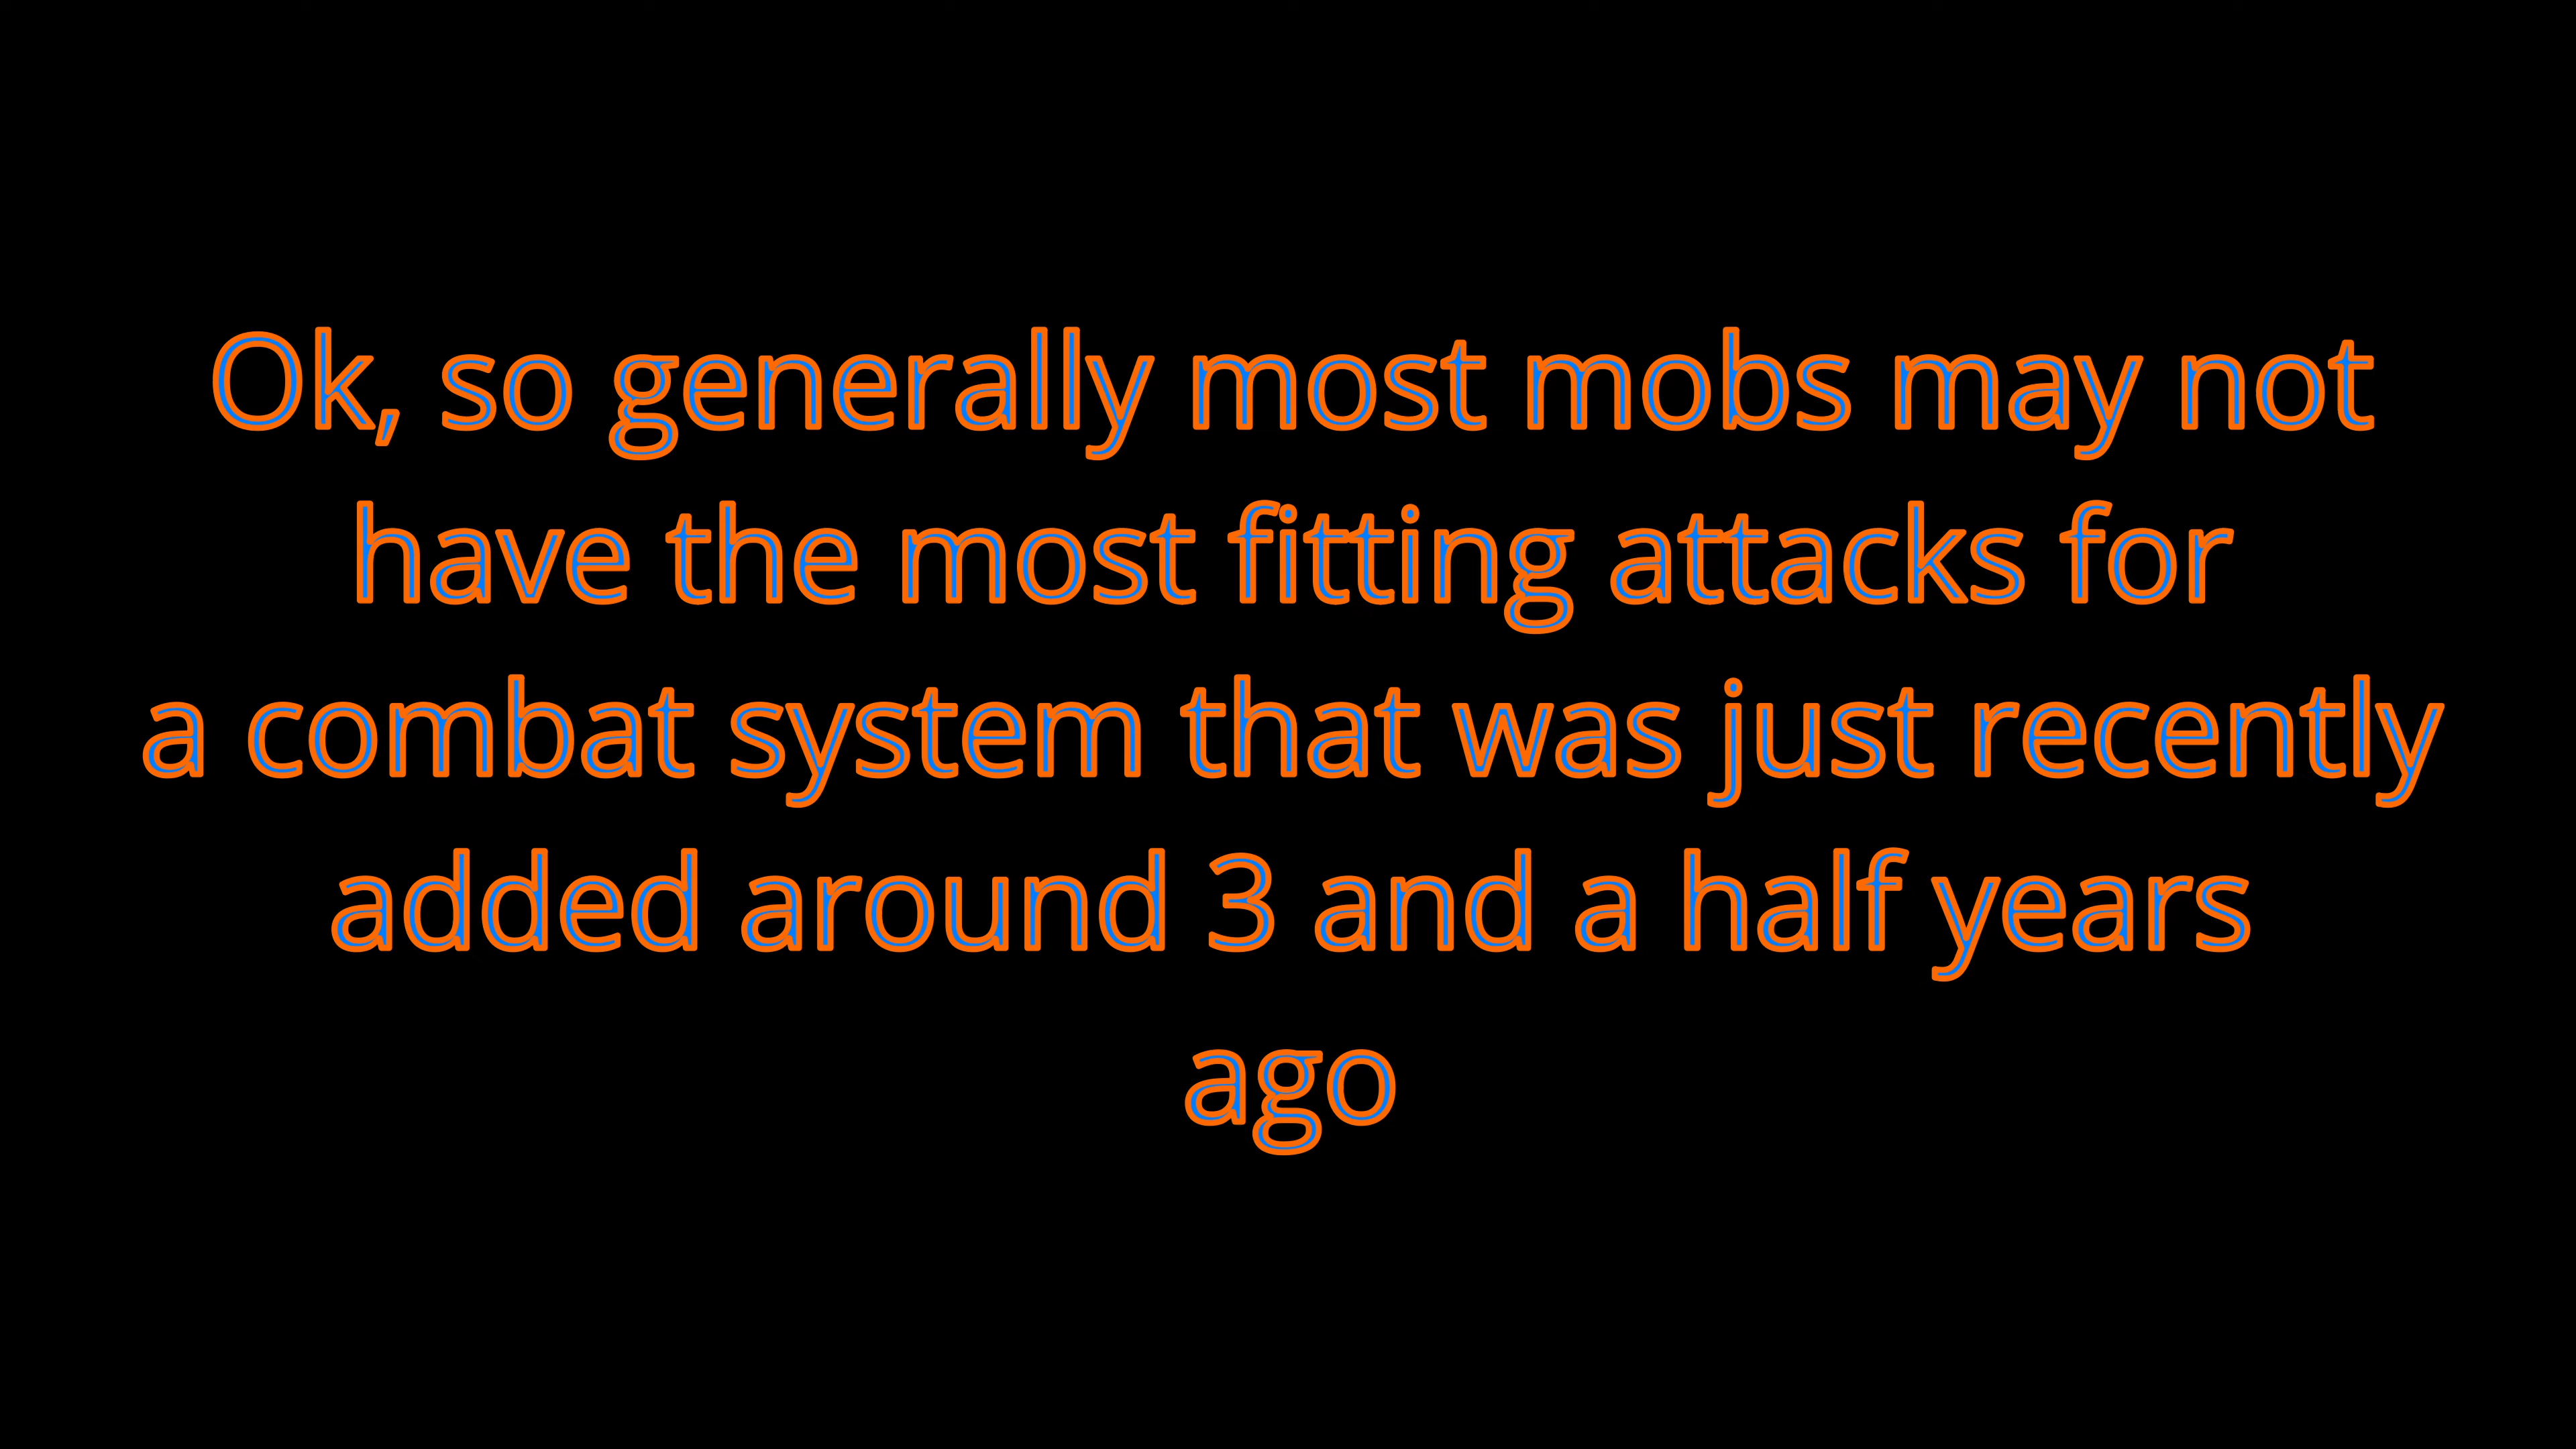 Ok, so generally most mobs may not
have the most fitting attacks for
a combat system that was just recently
added around 3 and a half years
ago